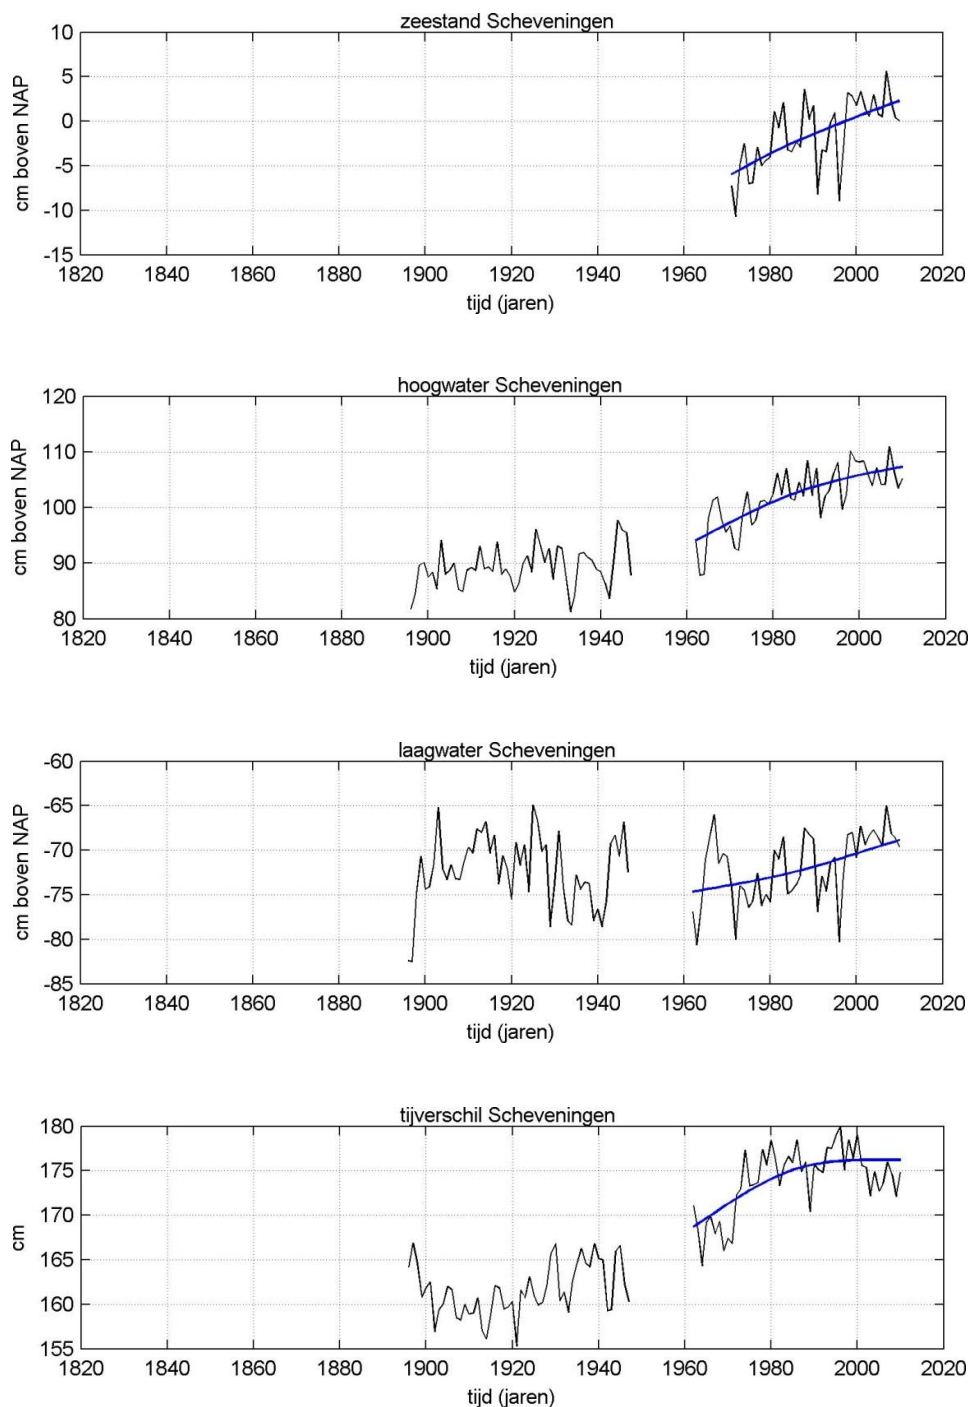 zeestand Scheveningen
10
5
0
-5
-10
-15
cm boven NAP
1820 1840 1860 1880 1900 1920 1940 1960 1980 2000 2020
tijd (jaren)
hoogwater Scheveningen
120
110
100
90
80
cm boven NAP
1820 1840 1860 1880 1900 1920 1940 1960 1980 2000 2020
tijd (jaren)
laagwater Scheveningen
-60
-65
-70
-75
-80
-85
cm boven NAP
1820 1840 1860 1880 1900 1920 1940 1960 1980 2000 2020
tijd (jaren)
tijverschil Scheveningen
180
175
170
165
160
155
cm
1820 1840 1860 1880 1900 1920 1940 1960 1980 2000 2020
tijd (jaren)